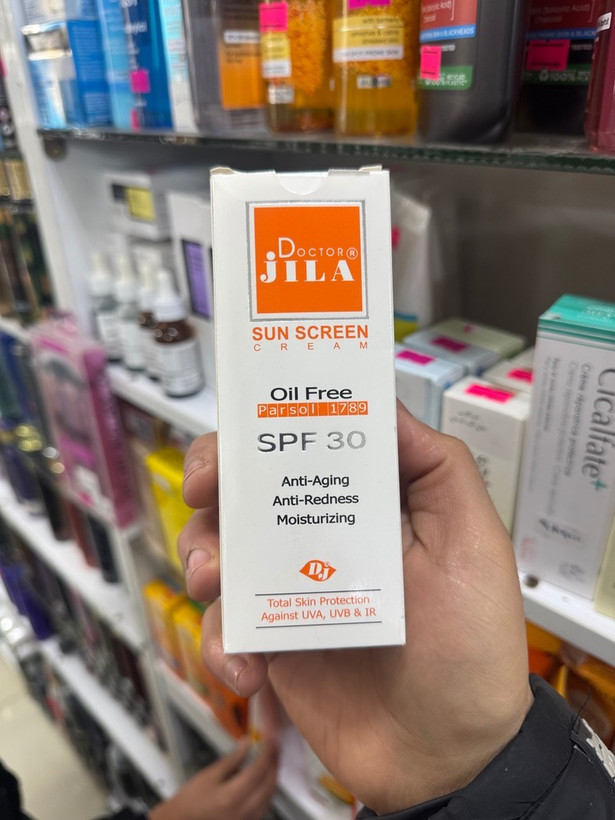 DOCTOR®
JILA
SUN SCREEN
CREAM
Oil Free
Parsol 1789
SPF 30
Anti-Aging
Anti-Redness
Moisturizing
DJ
Total Skin Protection
Against UVA, UVB & IR
Cicalfate+